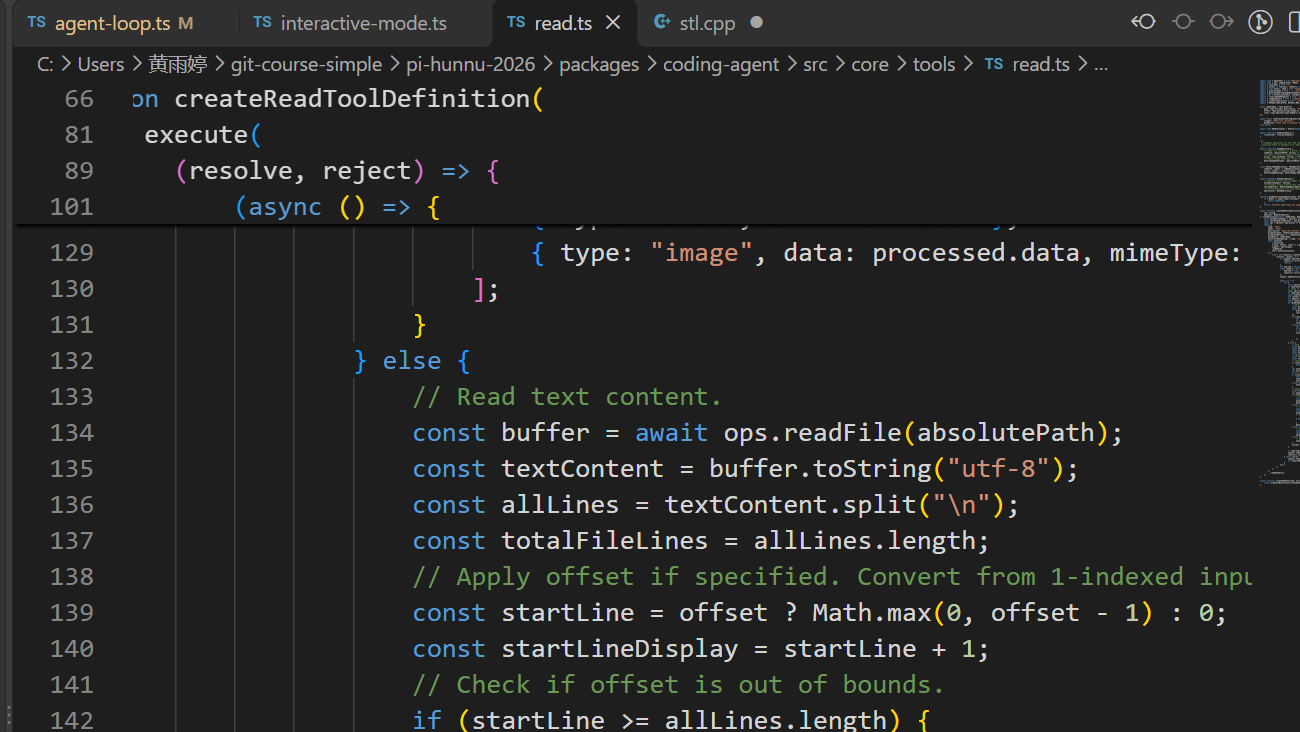 TS agent-loop.ts M TS interactive-mode.ts TS read.ts stl.cpp
C: > Users > 黄雨婷 > git-course-simple > pi-hunnu-2026 > packages > coding-agent > src > core > tools > TS read.ts > ...
66 on createReadToolDefinition(
81 execute(
89 (resolve, reject) => {
101 (async () => {
129 { type: "image", data: processed.data, mimeType:
130 ];
131 }
132 } else {
133 // Read text content.
134 const buffer = await ops.readFile(absolutePath);
135 const textContent = buffer.toString("utf-8");
136 const allLines = textContent.split("\n");
137 const totalFileLines = allLines.length;
138 // Apply offset if specified. Convert from 1-indexed inpu
139 const startLine = offset ? Math.max(0, offset - 1) : 0;
140 const startLineDisplay = startLine + 1;
141 // Check if offset is out of bounds.
142 if (startLine >= allLines.length) {